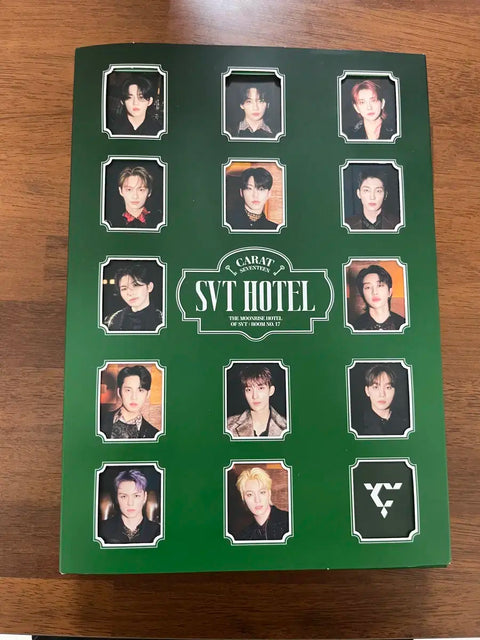 CARAT
SEVENTEEN
SVT HOTEL
THE MOONRISE HOTEL
OF SVT : ROOM NO. 17